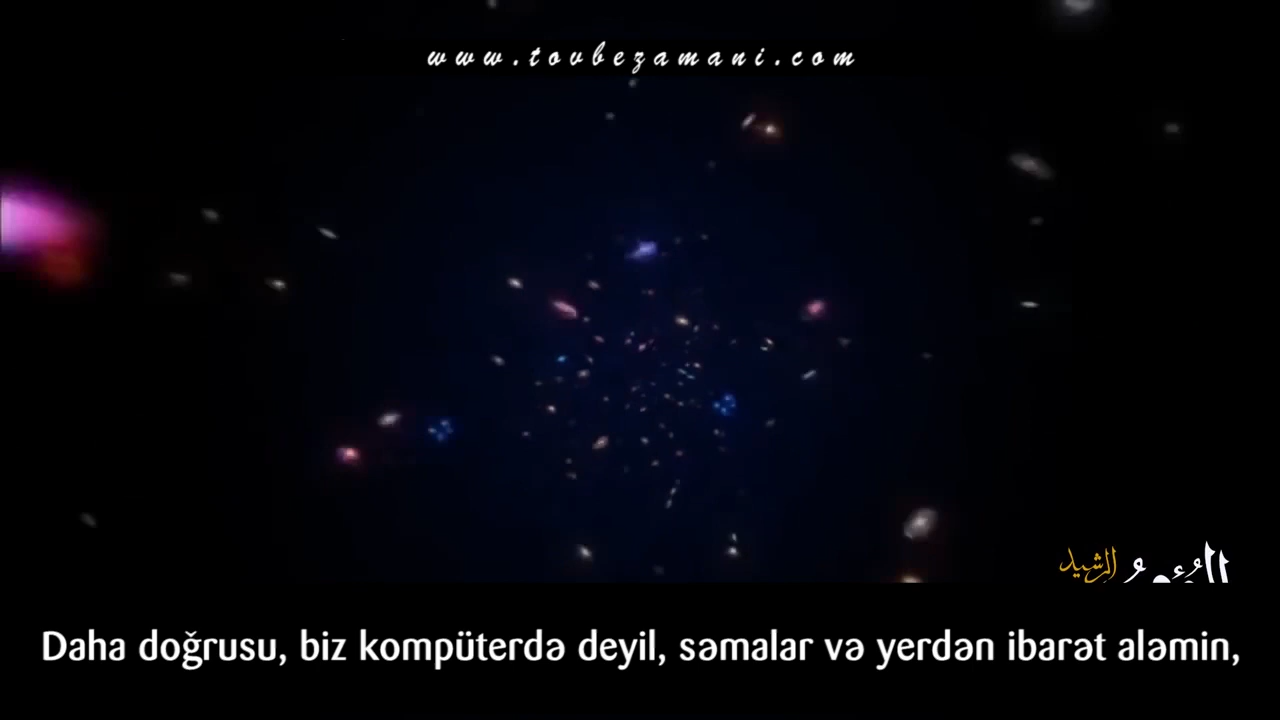 www.tovbezamani.com
الرشيد
Daha doğrusu, biz kompüterdə deyil, səmalar və yerdən ibarət aləmin,